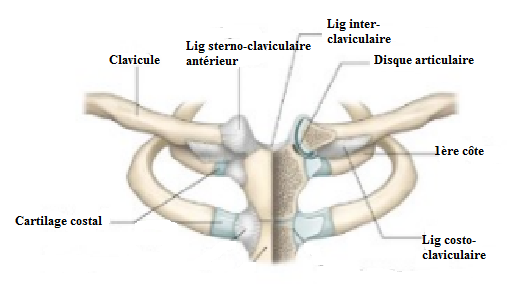 Lig inter-
claviculaire
Lig sterno-claviculaire
antérieur
Clavicule
Disque articulaire
1ère côte
Cartilage costal
Lig costo-
claviculaire